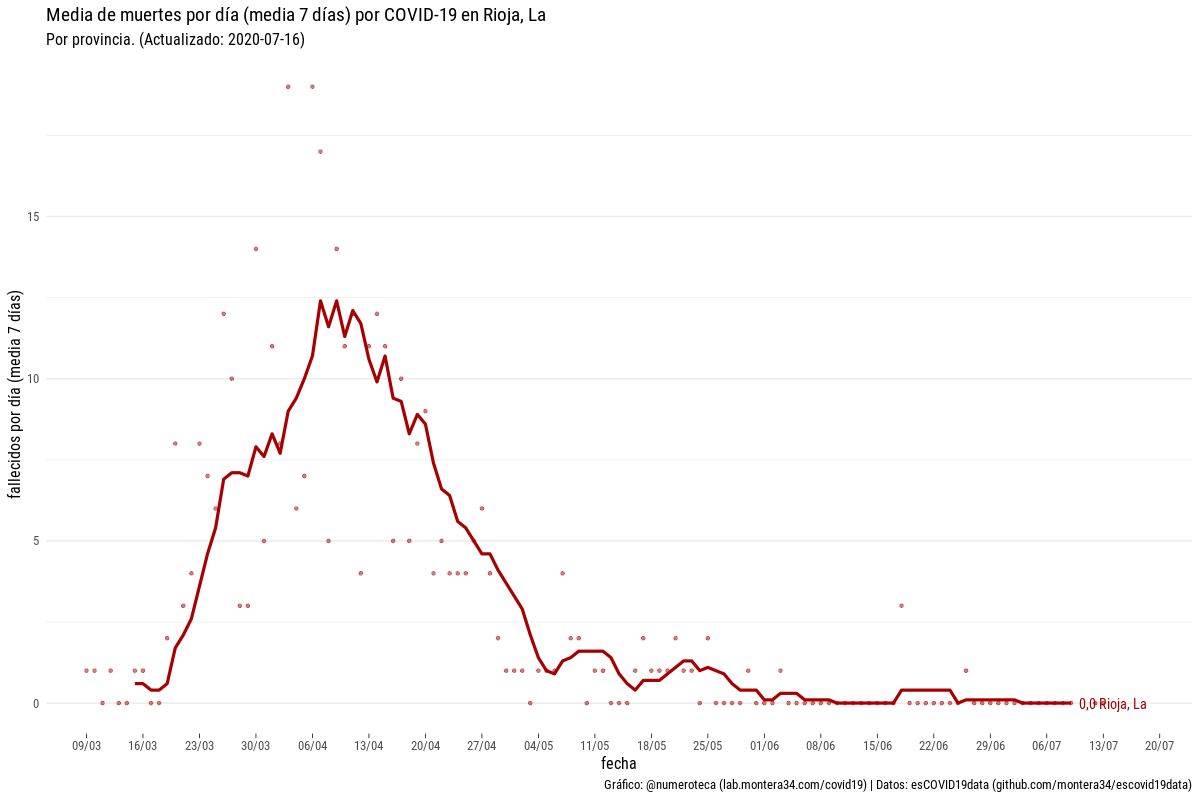 Media de muertes por día (media 7 días) por COVID-19 en Rioja, La
Por provincia. (Actualizado: 2020-07-16)
fallecidos por día (media 7 días)
15
10
5
0
0,0 Rioja, La
09/03 16/03 23/03 30/03 06/04 13/04 20/04 27/04 04/05 11/05 18/05 25/05 01/06 08/06 15/06 22/06 29/06 06/07 13/07 20/07
fecha
Gráfico: @numeroteca (lab.montera34.com/covid19) | Datos: esCOVID19data (github.com/montera34/escovid19data)